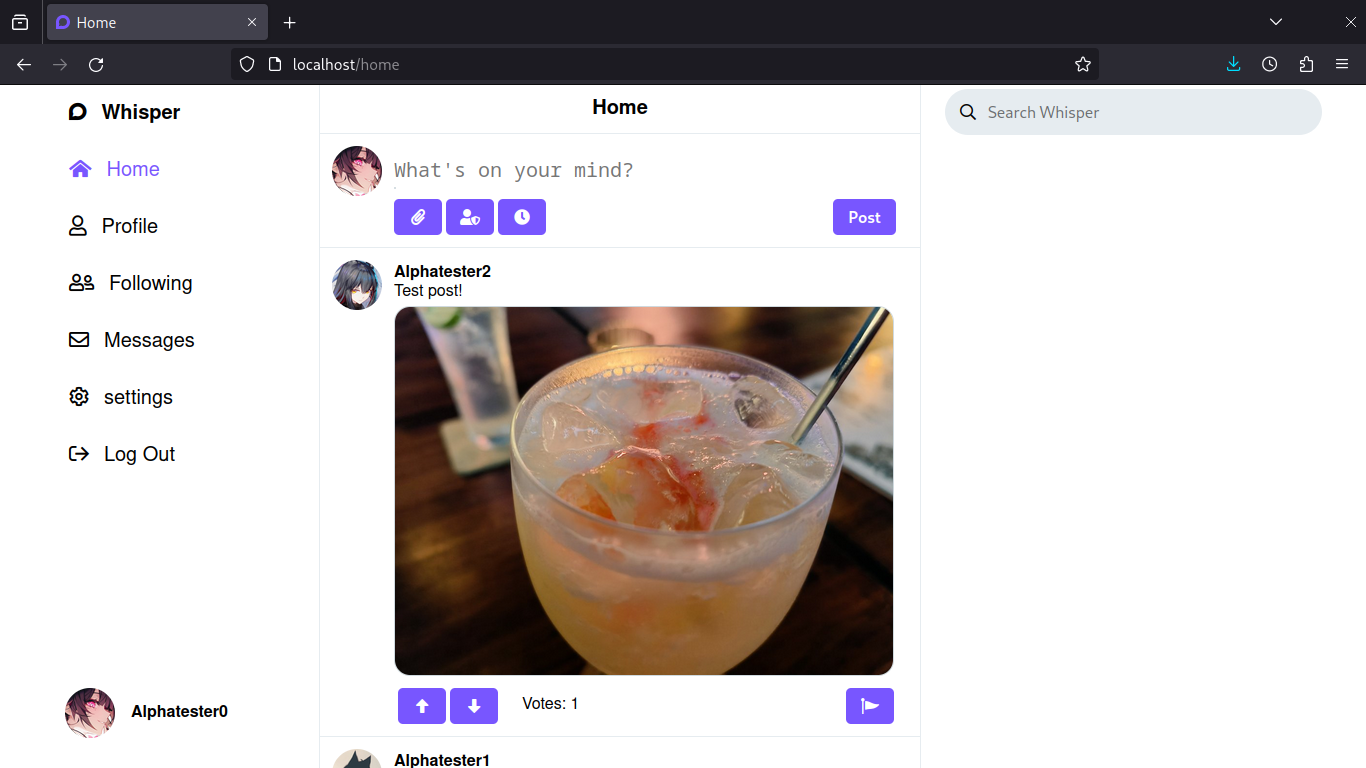 Home
localhost/home
Whisper
Home
Profile
Following
Messages
settings
Log Out
Alphatester0
Home
What's on your mind?
Post
Alphatester2
Test post!
Votes: 1
Alphatester1
Search Whisper